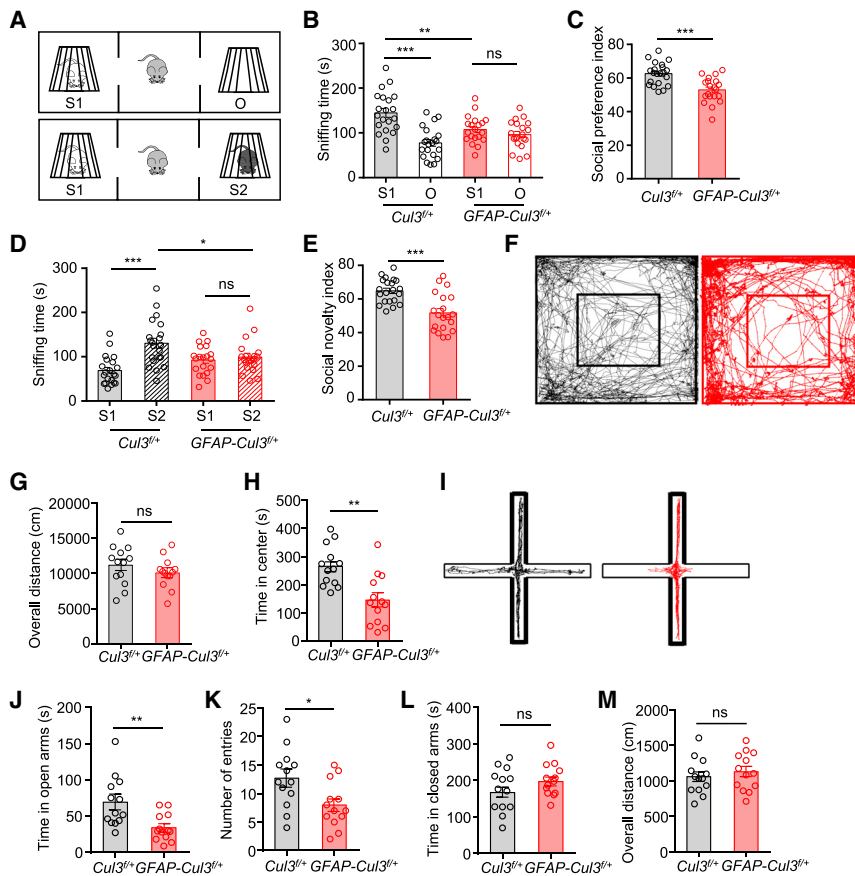 A
S1
O
S1
S2
B
Sniffing time (s)
300
200
100
0
**
***
ns
S1
O
S1
O
Cul3f/+
GFAP-Cul3f/+
C
Social preference index
80
60
40
20
0
***
Cul3f/+
GFAP-Cul3f/+
D
Sniffing time (s)
300
200
100
0
*
***
ns
S1
S2
S1
S2
Cul3f/+
GFAP-Cul3f/+
E
Social novelty index
80
60
40
20
0
***
Cul3f/+
GFAP-Cul3f/+
F
G
Overall distance (cm)
20000
15000
10000
5000
0
ns
Cul3f/+ GFAP-Cul3f/+
H
Time in center (s)
500
400
300
200
100
0
**
Cul3f/+
GFAP-Cul3f/+
I
J
Time in open arms (s)
200
150
100
50
0
**
Cul3f/+ GFAP-Cul3f/+
K
Number of entries
25
20
15
10
5
0
*
Cul3f/+ GFAP-Cul3f/+
L
Time in closed arms (s)
400
300
200
100
0
ns
Cul3f/+ GFAP-Cul3f/+
M
Overall distance (cm)
2000
1500
1000
500
0
ns
Cul3f/+ GFAP-Cul3f/+